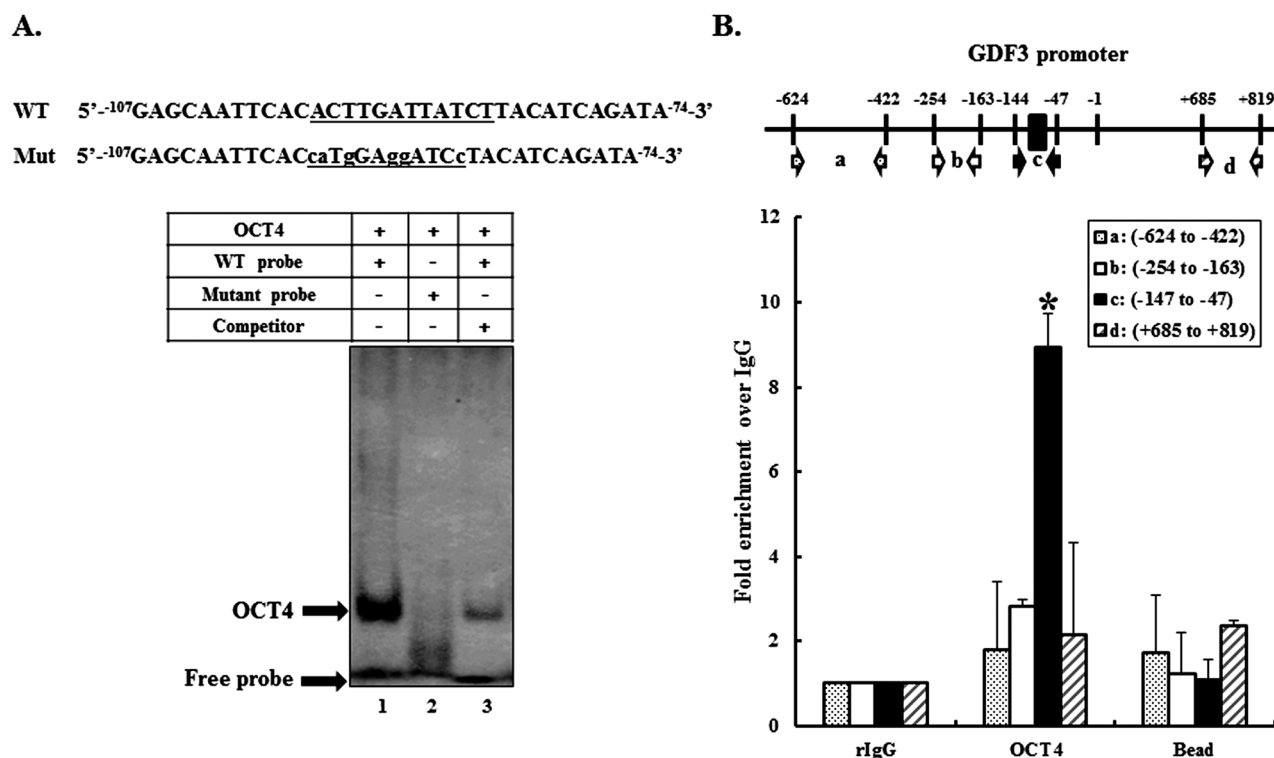 A.
WT 5’-⁻¹⁰⁷GAGCAATTCACACTTGATTATCTTACATCAGATA⁻⁷⁴-3’
Mut 5’-⁻¹⁰⁷GAGCAATTCACcaTgGAggATCcTACATCAGATA⁻⁷⁴-3’
OCT4 + + +
WT probe + - +
Mutant probe - + -
Competitor - - +
OCT4
Free probe
1 2 3
B.
GDF3 promoter
-624 -422 -254 -163 -144 -47 -1 +685 +819
a b c d
Fold enrichment over IgG
12
10
8
6
4
2
0
*
a: (-624 to -422)
b: (-254 to -163)
c: (-147 to -47)
d: (+685 to +819)
rIgG OCT4 Bead